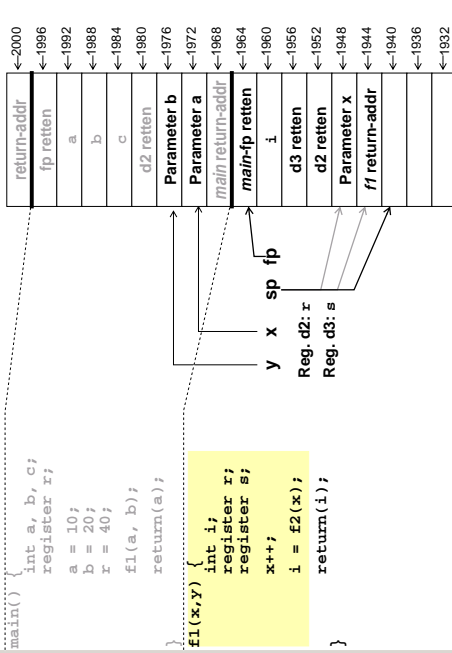 main() {
int a, b, c;
register r;
a = 10;
b = 20;
r = 40;
f1(a, b);
return(a);
}
f1(x,y) {
int i;
register r;
register s;
x++;
i = f2(x);
return(i);
}
y x sp fp
Reg. d2: r
Reg. d3: s
return-addr ←2000
fp retten ←1996
a ←1992
b ←1988
c ←1984
d2 retten ←1980
Parameter b ←1976
Parameter a ←1972
main return-addr ←1968
main-fp retten ←1964
i ←1960
d3 retten ←1956
d2 retten ←1952
Parameter x ←1948
f1 return-addr ←1944
←1940
←1936
←1932